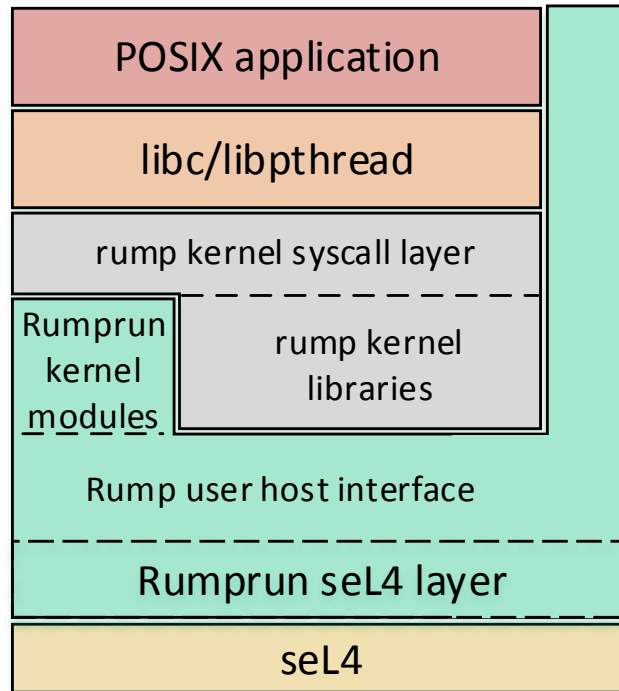 POSIX application
libc/libpthread
rump kernel syscall layer
Rumprun
kernel
modules
rump kernel
libraries
Rump user host interface
Rumprun seL4 layer
seL4